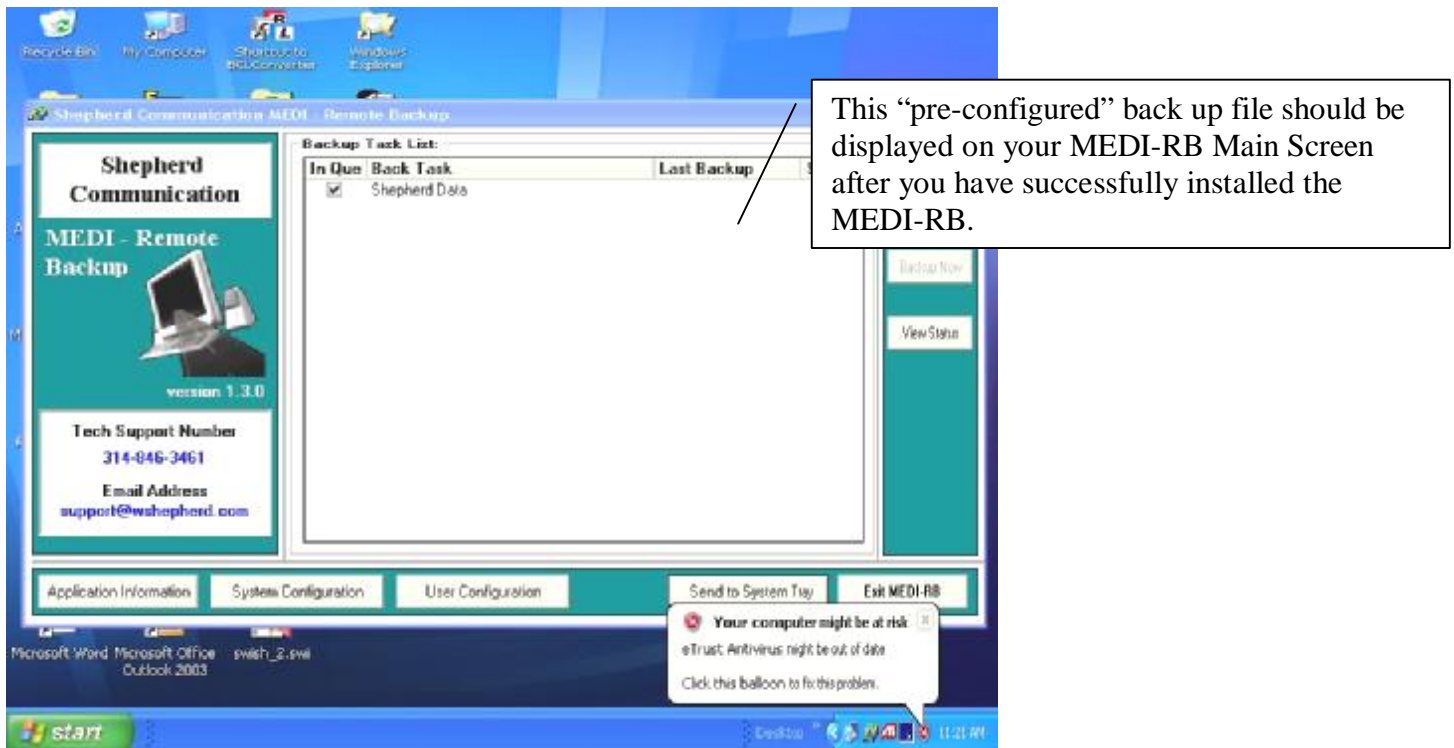 Recycle Bin
My Computer
Shortcut to
BCLConverter
Windows
Explorer
This “pre-configured” back up file should be
displayed on your MEDI-RB Main Screen
after you have successfully installed the
MEDI-RB.
Shepherd Communication MEDI - Remote Backup
Shepherd
Communication
MEDI - Remote
Backup
version 1.3.0
Tech Support Number
314-846-3461
Email Address
support@wshepherd.com
Backup Task List:
In Que Back Task Last Backup
Shepherd Data
Backup Now
View Status
Application Information System Configuration User Configuration Send to System Tray Exit MEDI-RB
Your computer might be at risk
eTrust Antivirus might be out of date
Click this balloon to fix this problem.
Microsoft Word
Microsoft Office
Outlook 2003
swish_2.swi
start
Desktop
11:21 AM